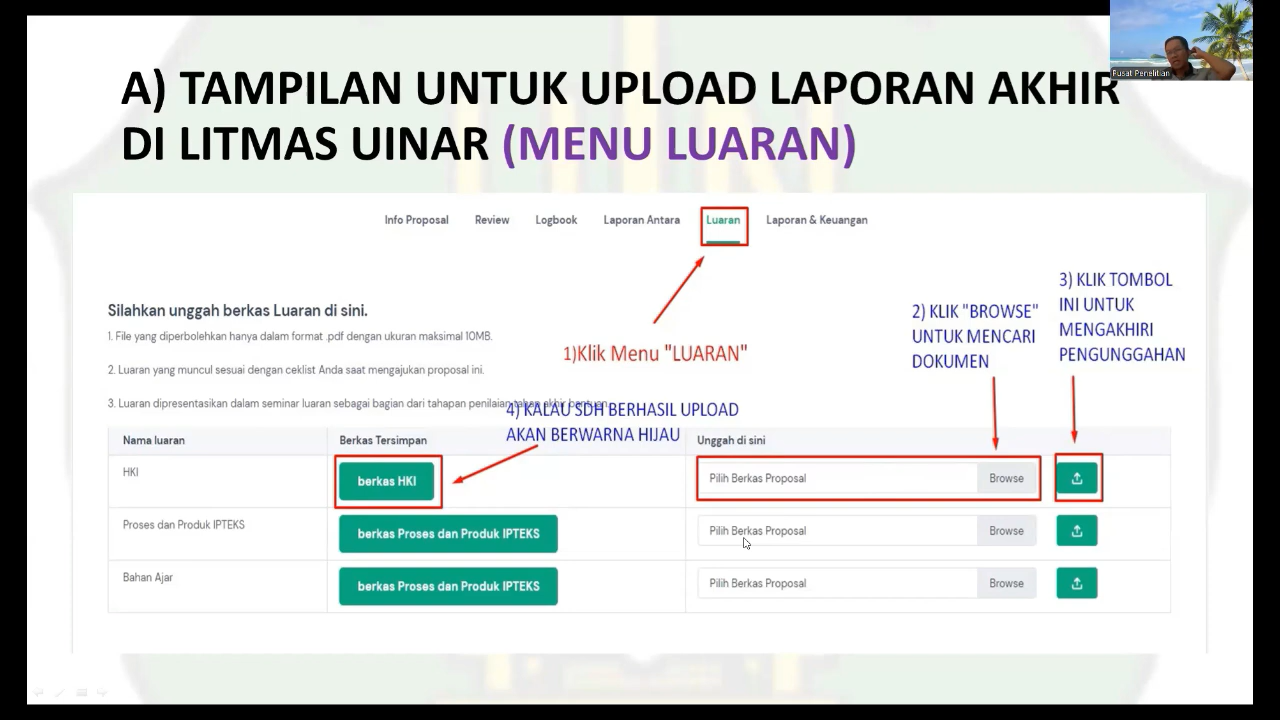 A) TAMPILAN UNTUK UPLOAD LAPORAN AKHIR
DI LITMAS UINAR (MENU LUARAN)
Pusat Penelitian
Info Proposal Review Logbook Laporan Antara Luaran Laporan & Keuangan
Silahkan unggah berkas Luaran di sini.
1. File yang diperbolehkan hanya dalam format .pdf dengan ukuran maksimal 10MB.
2. Luaran yang muncul sesuai dengan ceklist Anda saat mengajukan proposal ini.
3. Luaran dipresentasikan dalam seminar luaran sebagai bagian dari tahapan penilaian tahap akhir
1)Klik Menu "LUARAN"
2) KLIK "BROWSE"
UNTUK MENCARI
DOKUMEN
3) KLIK TOMBOL
INI UNTUK
MENGAKHIRI
PENGUNGGAHAN
4) KALAU SDH BERHASIL UPLOAD
AKAN BERWARNA HIJAU
Nama luaran Berkas Tersimpan Unggah di sini
HKI berkas HKI Pilih Berkas Proposal Browse
Proses dan Produk IPTEKS berkas Proses dan Produk IPTEKS Pilih Berkas Proposal Browse
Bahan Ajar berkas Proses dan Produk IPTEKS Pilih Berkas Proposal Browse